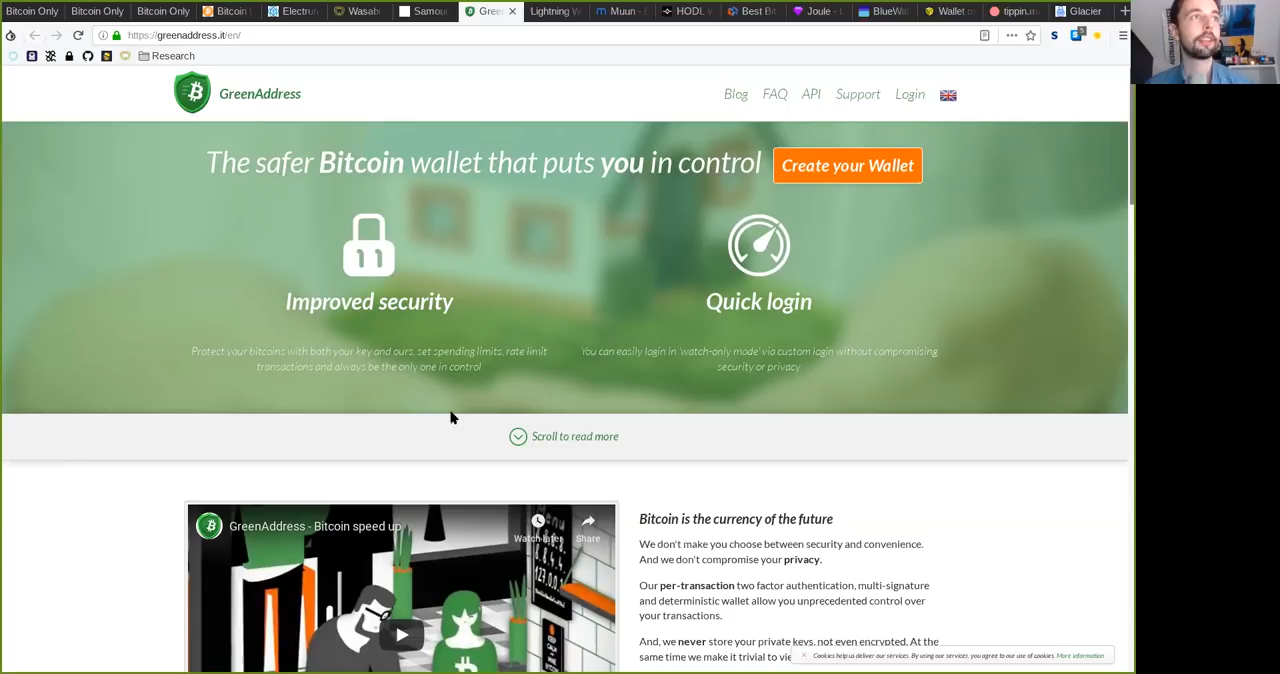 Bitcoin Only Bitcoin Only Bitcoin Only Bitcoin Electru Wasabi Samou Gree Lightning W Muun - HODL Best Bi Joule - L BlueWa Wallet o tippin.m Glacier
https://greenaddress.it/en/
Research
GreenAddress
Blog FAQ API Support Login
The safer Bitcoin wallet that puts you in control Create your Wallet
Improved security
Quick login
Protect your bitcoins with both your key and ours, set spending limits, rate limit
transactions and always be the only one in control
You can easily login in 'watch-only mode' via custom login without compromising
security or privacy
Scroll to read more
GreenAddress - Bitcoin speed up
Watch later
Share
Bitcoin is the currency of the future
We don't make you choose between security and convenience.
And we don't compromise your privacy.
Our per-transaction two factor authentication, multi-signature
and deterministic wallet allow you unprecedented control over
your transactions.
And, we never store your private keys, not even encrypted. At the
same time we make it trivial to vie
Cookies help us deliver our services. By using our services, you agree to our use of cookies. More information